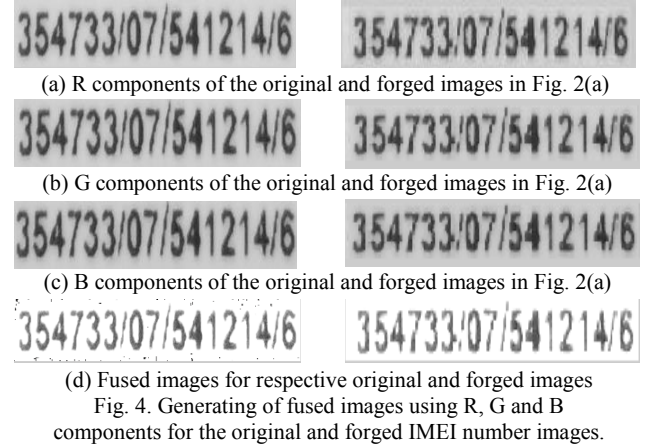 354733/07/541214/6 354733/07/541214/6
(a) R components of the original and forged images in Fig. 2(a)
354733/07/541214/6 354733/07/541214/6
(b) G components of the original and forged images in Fig. 2(a)
354733/07/541214/6 354733/07/541214/6
(c) B components of the original and forged images in Fig. 2(a)
354733/07/541214/6 354733/07/541214/6
(d) Fused images for respective original and forged images
Fig. 4. Generating of fused images using R, G and B
components for the original and forged IMEI number images.